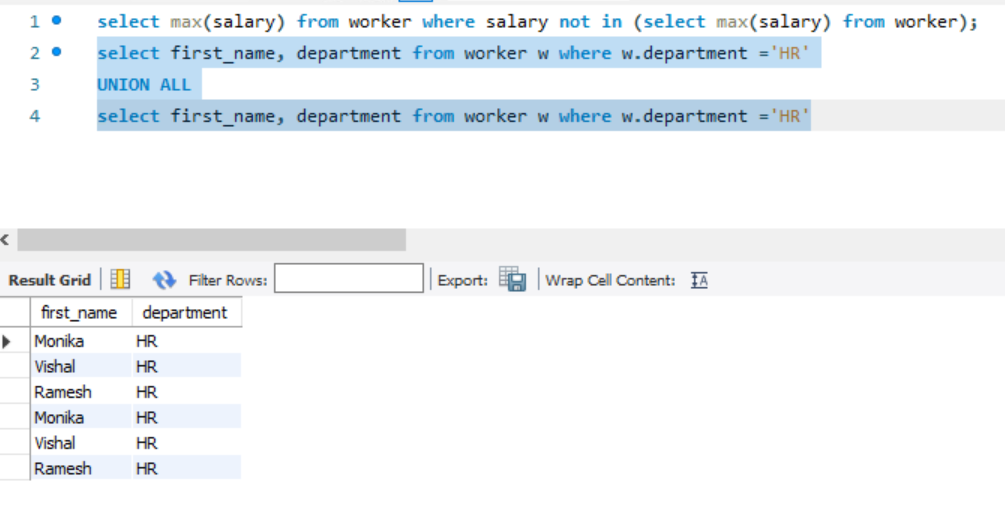 1 select max(salary) from worker where salary not in (select max(salary) from worker);
2 select first_name, department from worker w where w.department ='HR'
3 UNION ALL
4 select first_name, department from worker w where w.department ='HR'
Result Grid Filter Rows: Export: Wrap Cell Content: IA
first_name department
Monika HR
Vishal HR
Ramesh HR
Monika HR
Vishal HR
Ramesh HR